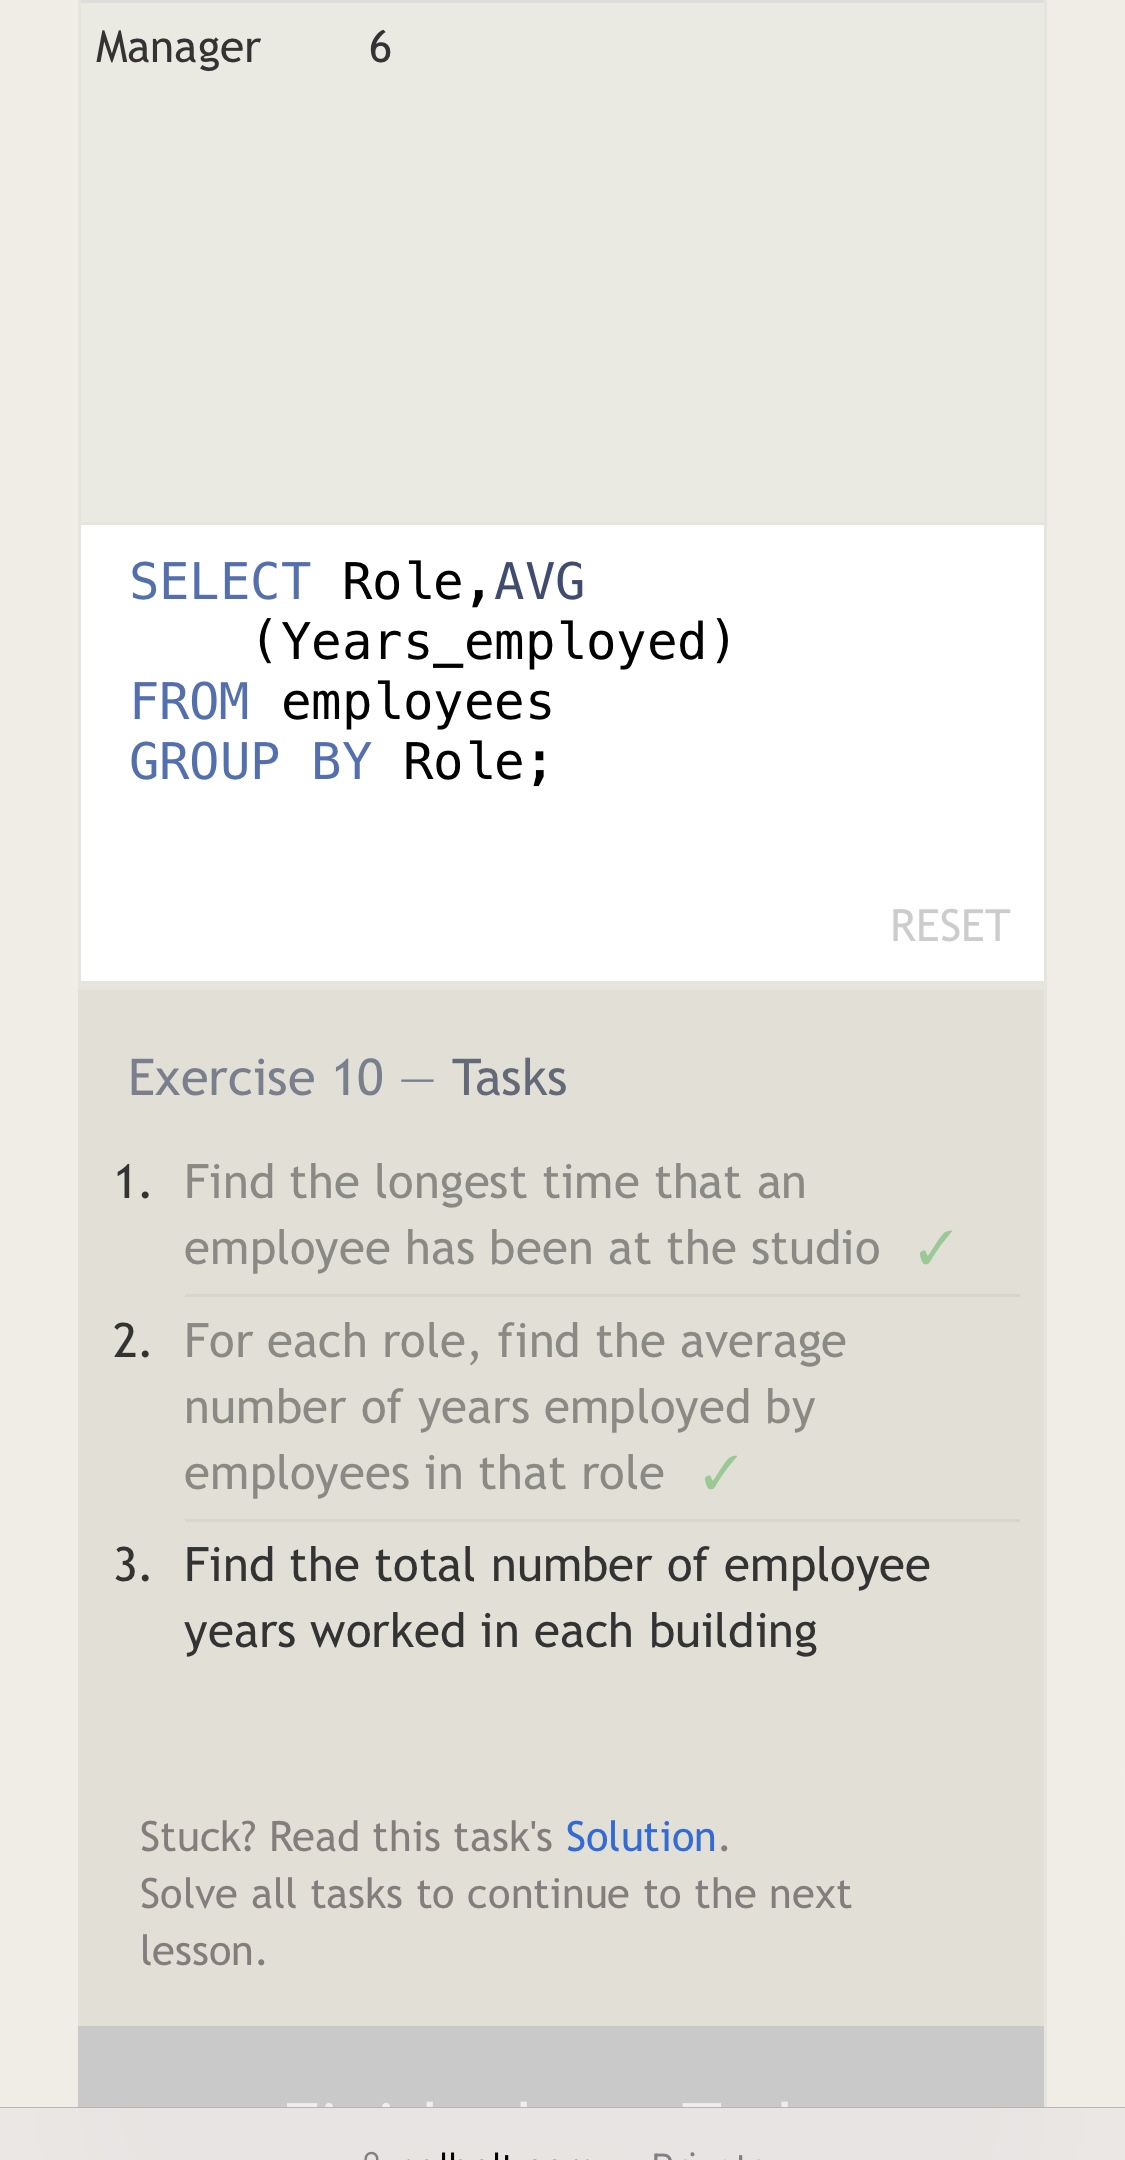 Manager 6
SELECT Role,AVG
(Years_employed)
FROM employees
GROUP BY Role;
RESET
Exercise 10 — Tasks
1. Find the longest time that an
employee has been at the studio ✓
2. For each role, find the average
number of years employed by
employees in that role ✓
3. Find the total number of employee
years worked in each building
Stuck? Read this task's Solution.
Solve all tasks to continue to the next
lesson.